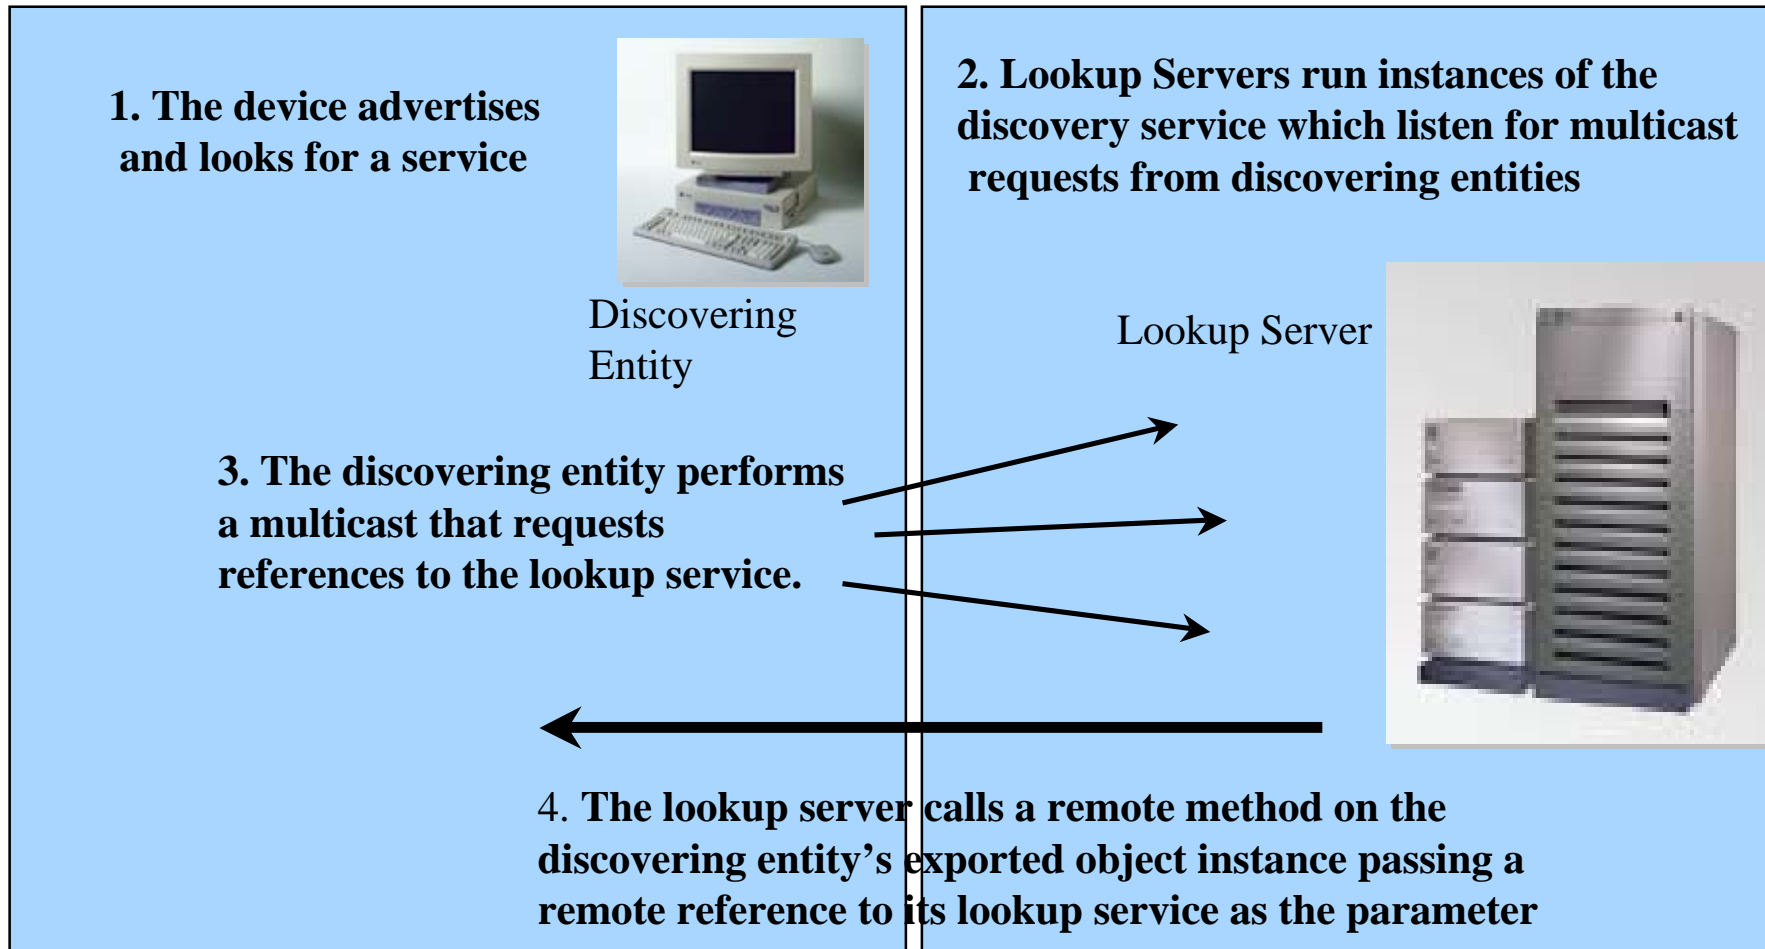 1. The device advertises
and looks for a service
Discovering
Entity
2. Lookup Servers run instances of the
discovery service which listen for multicast
requests from discovering entities
Lookup Server
3. The discovering entity performs
a multicast that requests
references to the lookup service.
4. The lookup server calls a remote method on the
discovering entity’s exported object instance passing a
remote reference to its lookup service as the parameter